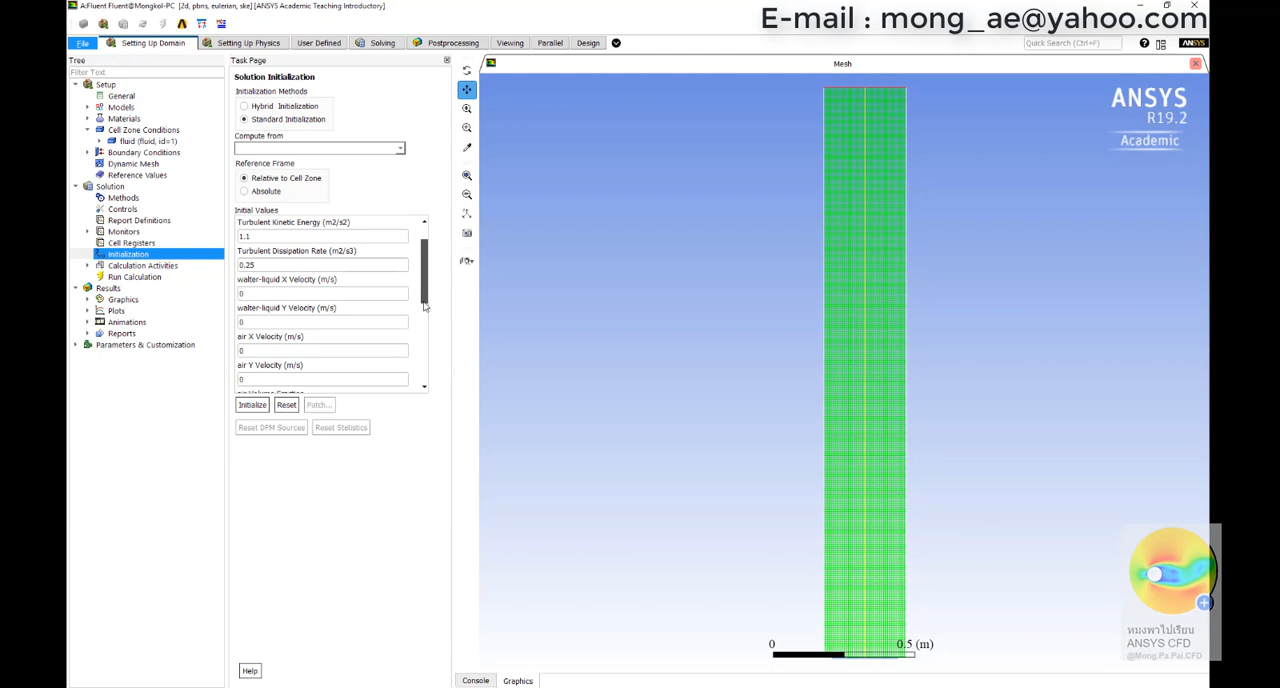 A:Fluent Fluent@Mongkol-PC [2d, pbns, eulerian, ske] [ANSYS Academic Teaching Introductory]
E-mail : mong_ae@yahoo.com
File
Setting Up Domain
Setting Up Physics
User Defined
Solving
Postprocessing
Viewing
Parallel
Design
Quick Search (Ctrl+F)
ANSYS
Tree
Filter Text
Setup
General
Models
Materials
Cell Zone Conditions
fluid (fluid, id=1)
Boundary Conditions
Dynamic Mesh
Reference Values
Solution
Methods
Controls
Report Definitions
Monitors
Cell Registers
Initialization
Calculation Activities
Run Calculation
Results
Graphics
Plots
Animations
Reports
Parameters & Customization
Task Page
Solution Initialization
Initialization Methods
Hybrid Initialization
Standard Initialization
Compute from
Reference Frame
Relative to Cell Zone
Absolute
Initial Values
Turbulent Kinetic Energy (m2/s2)
1.1
Turbulent Dissipation Rate (m2/s3)
0.25
walter-liquid X Velocity (m/s)
0
walter-liquid Y Velocity (m/s)
0
air X Velocity (m/s)
0
air Y Velocity (m/s)
0
Initialize
Reset
Patch...
Reset DPM Sources
Reset Statistics
Help
Mesh
ANSYS
R19.2
Academic
0
0.5 (m)
หมงพาไปเรียน
ANSYS CFD
@Mong.Pa.Pai.CFD
Console
Graphics